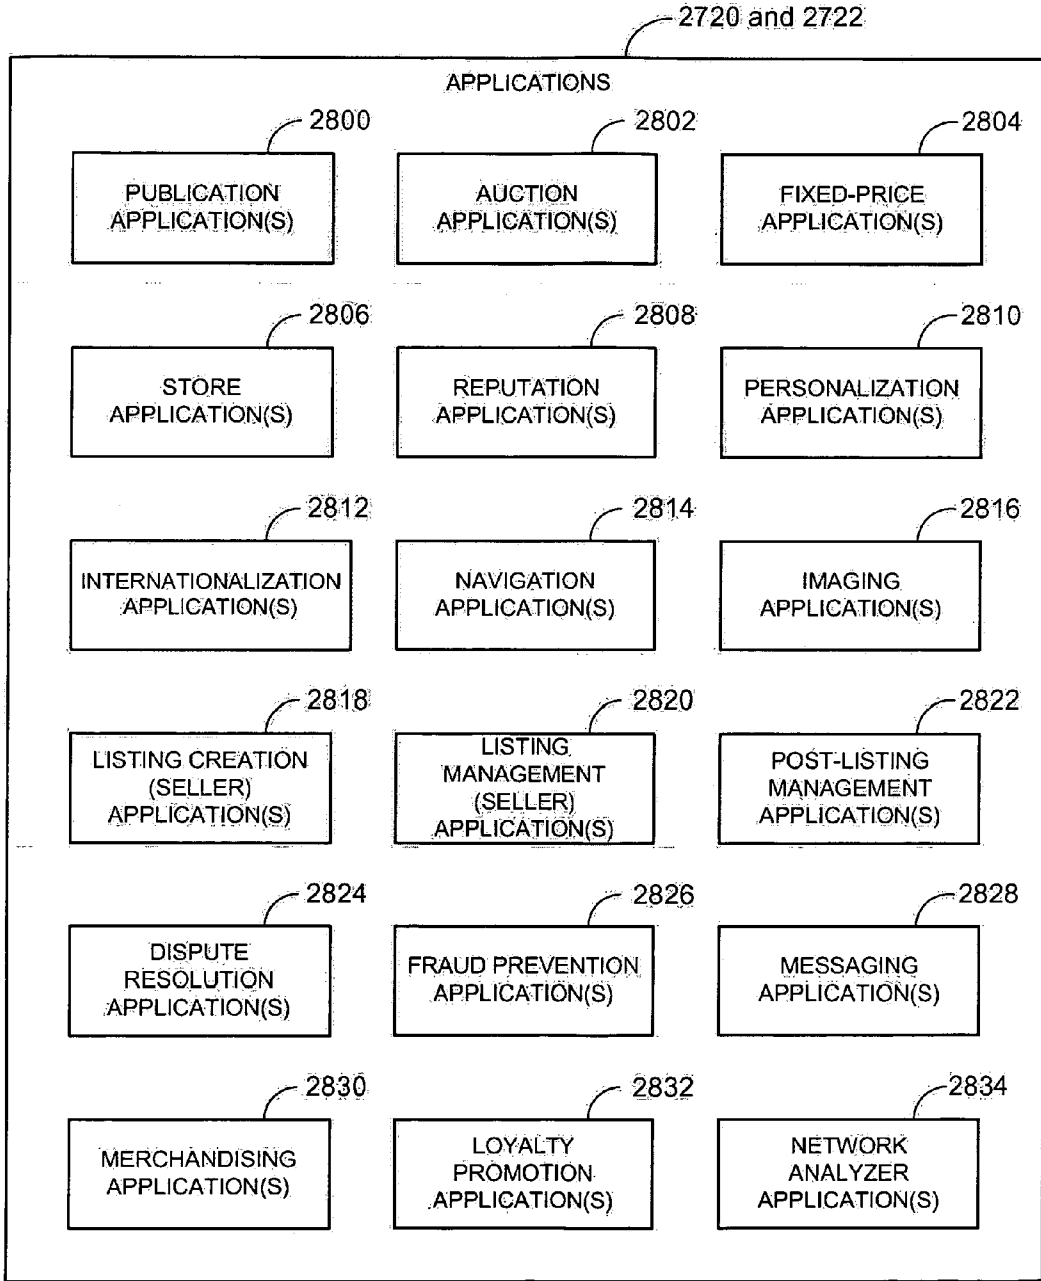 2720 and 2722
APPLICATIONS
2800
PUBLICATION
APPLICATION(S)
2802
AUCTION
APPLICATION(S)
2804
FIXED-PRICE
APPLICATION(S)
2806
STORE
APPLICATION(S)
2808
REPUTATION
APPLICATION(S)
2810
PERSONALIZATION
APPLICATION(S)
2812
INTERNATIONALIZATION
APPLICATION(S)
2814
NAVIGATION
APPLICATION(S)
2816
IMAGING
APPLICATION(S)
2818
LISTING CREATION
(SELLER)
APPLICATION(S)
2820
LISTING
MANAGEMENT
(SELLER)
APPLICATION(S)
2822
POST-LISTING
MANAGEMENT
APPLICATION(S)
2824
DISPUTE
RESOLUTION
APPLICATION(S)
2826
FRAUD PREVENTION
APPLICATION(S)
2828
MESSAGING
APPLICATION(S)
2830
MERCHANDISING
APPLICATION(S)
2832
LOYALTY
PROMOTION
APPLICATION(S)
2834
NETWORK
ANALYZER
APPLICATION(S)